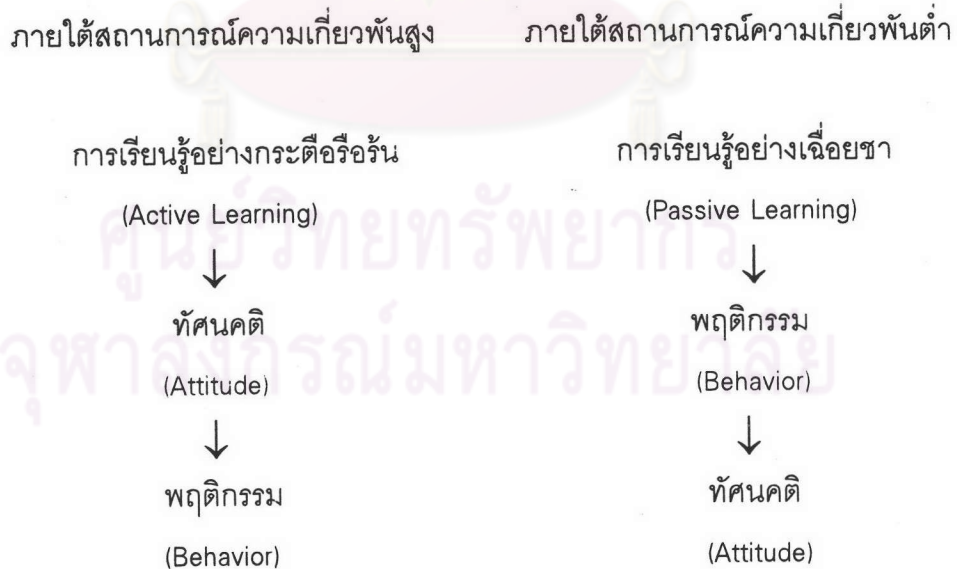 ภายใต้สถานการณ์ความเกี่ยวพันสูง
ภายใต้สถานการณ์ความเกี่ยวพันต่ำ
การเรียนรู้อย่างกระตือรือร้น
(Active Learning)
↓
ทัศนคติ
(Attitude)
↓
พฤติกรรม
(Behavior)
การเรียนรู้อย่างเฉื่อยชา
(Passive Learning)
↓
พฤติกรรม
(Behavior)
↓
ทัศนคติ
(Attitude)
ศูนย์วิทยทรัพยากร
จุฬาลงกรณ์มหาวิทยาลัย